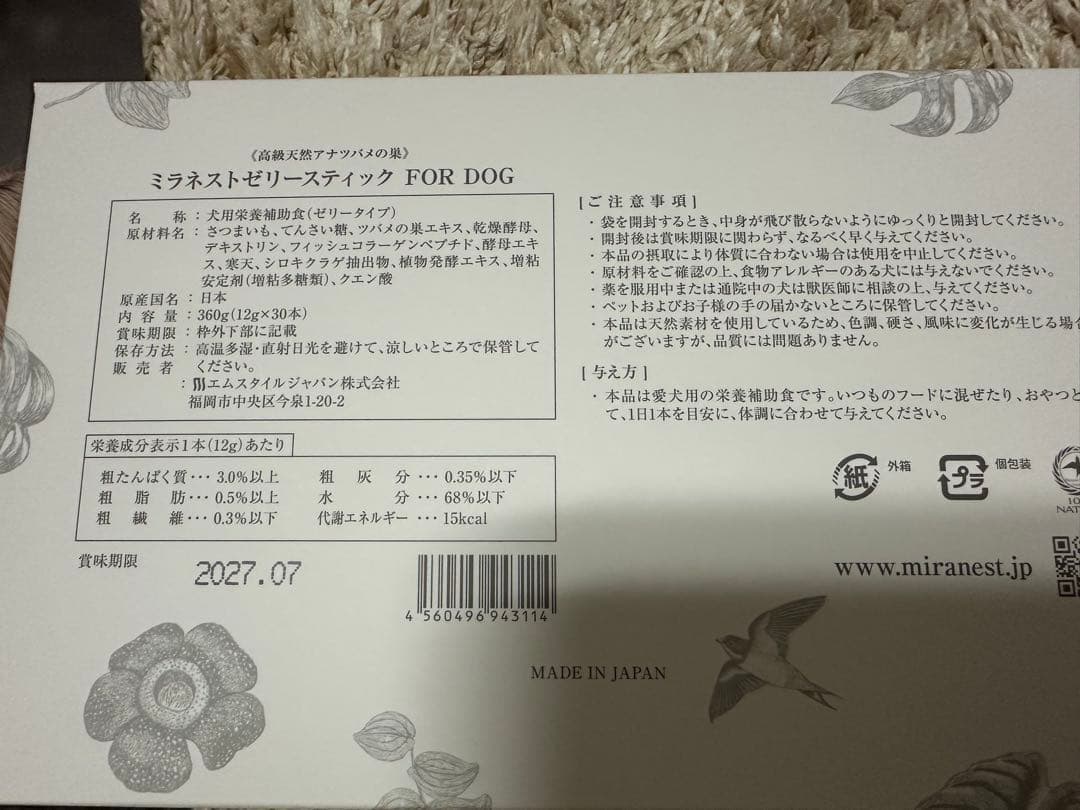 《高級天然アナツバメの巣》
ミラネストゼリースティック FOR DOG
名 称：犬用栄養補助食(ゼリータイプ)
原材料名：さつまいも、てんさい糖、ツバメの巣エキス、乾燥酵母、
デキストリン、フィッシュコラーゲンペプチド、酵母エキ
ス、寒天、シロキクラゲ抽出物、植物発酵エキス、増粘
安定剤(増粘多糖類)、クエン酸
原産国名：日本
内容量：360g(12g×30本)
賞味期限：枠外下部に記載
保存方法：高温多湿・直射日光を避けて、涼しいところで保管して
ください。
販売者：エムスタイルジャパン株式会社
福岡市中央区今泉1-20-2
栄養成分表示1本(12g)あたり
粗たんぱく質・・・3.0%以上 粗灰分・・・0.35%以下
粗脂肪・・・0.5%以上 水分・・・68%以下
粗繊維・・・0.3%以下 代謝エネルギー・・・15kcal
賞味期限 2027.07
4 560496 943114
[ご注意事項]
・袋を開封するとき、中身が飛び散らないようにゆっくりと開封してください。
・開封後は賞味期限に関わらず、なるべく早く与えてください。
・本品の摂取により体質に合わない場合は使用を中止してください。
・原材料をご確認の上、食物アレルギーのある犬には与えないでください。
・薬を服用中または通院中の犬は獣医師に相談の上、与えてください。
・ペットおよびお子様の手の届かないところに保管してください。
・本品は天然素材を使用しているため、色調、硬さ、風味に変化が生じる場合
がございますが、品質には問題ありません。
[与え方]
・本品は愛犬用の栄養補助食です。いつものフードに混ぜたり、おやつと
て、1日1本を目安に、体調に合わせて与えてください。
紙 外箱 プラ 個包装
10
NAT
www.miranest.jp
MADE IN JAPAN